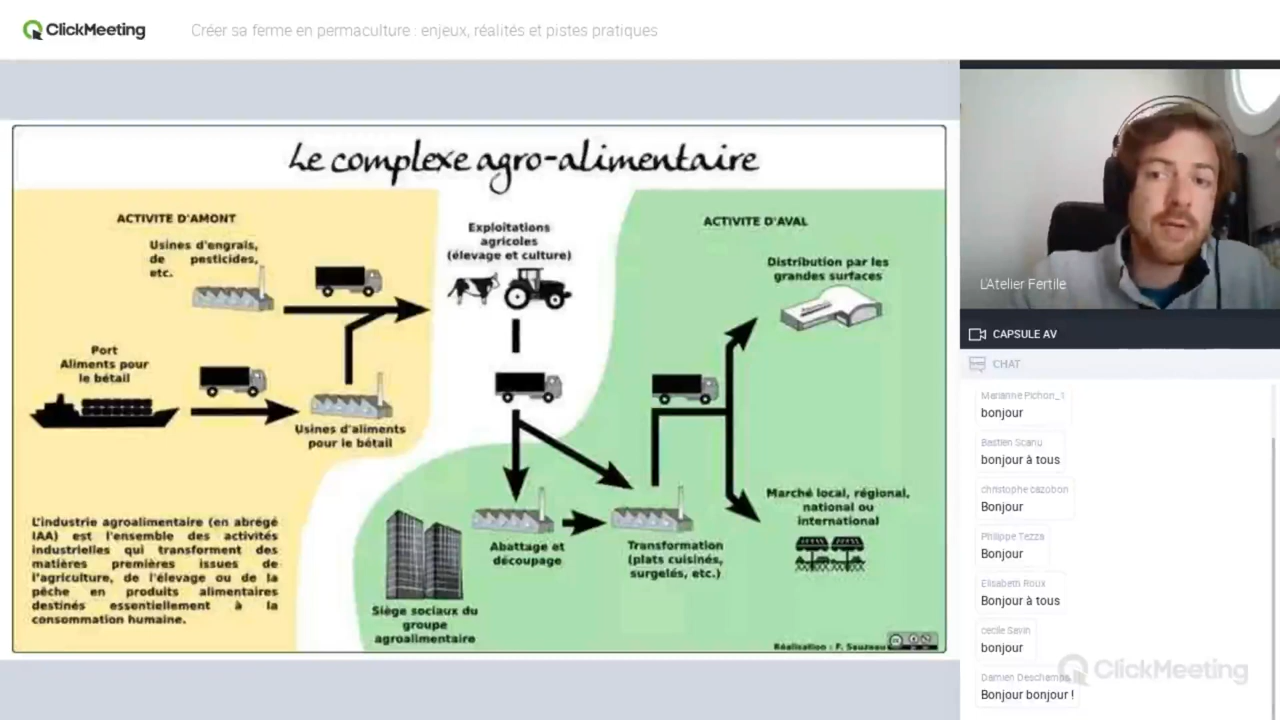 ClickMeeting
Créer sa ferme en permaculture : enjeux, réalités et pistes pratiques
Le complexe agro-alimentaire
ACTIVITE D'AMONT
Usines d'engrais,
de pesticides,
etc.
Port
Aliments pour
le bétail
Usines d'aliments
pour le bétail
L'industrie agroalimentaire (en abrégé
IAA) est l'ensemble des activités
industrielles qui transforment des
matières premières issues de
l'agriculture, de l'élevage ou de la
pêche en produits alimentaires
destinés essentiellement à la
consommation humaine.
Exploitations
agricoles
(élevage et culture)
ACTIVITE D'AVAL
Distribution par les
grandes surfaces
Marché local, régional,
national ou
international
Abattage et
découpage
Transformation
(plats cuisinés,
surgelés, etc.)
Siège sociaux du
groupe
agroalimentaire
Réalisation : F. Sauzeau
L'Atelier Fertile
CAPSULE AV
CHAT
Marianne Pichon_1
bonjour
Bastien Scanu
bonjour à tous
christophe cazobon
Bonjour
Philippe Tezza
Bonjour
Elisabeth Roux
Bonjour à tous
cecile Savin
bonjour
Damien Deschamps
Bonjour bonjour !
ClickMeeting